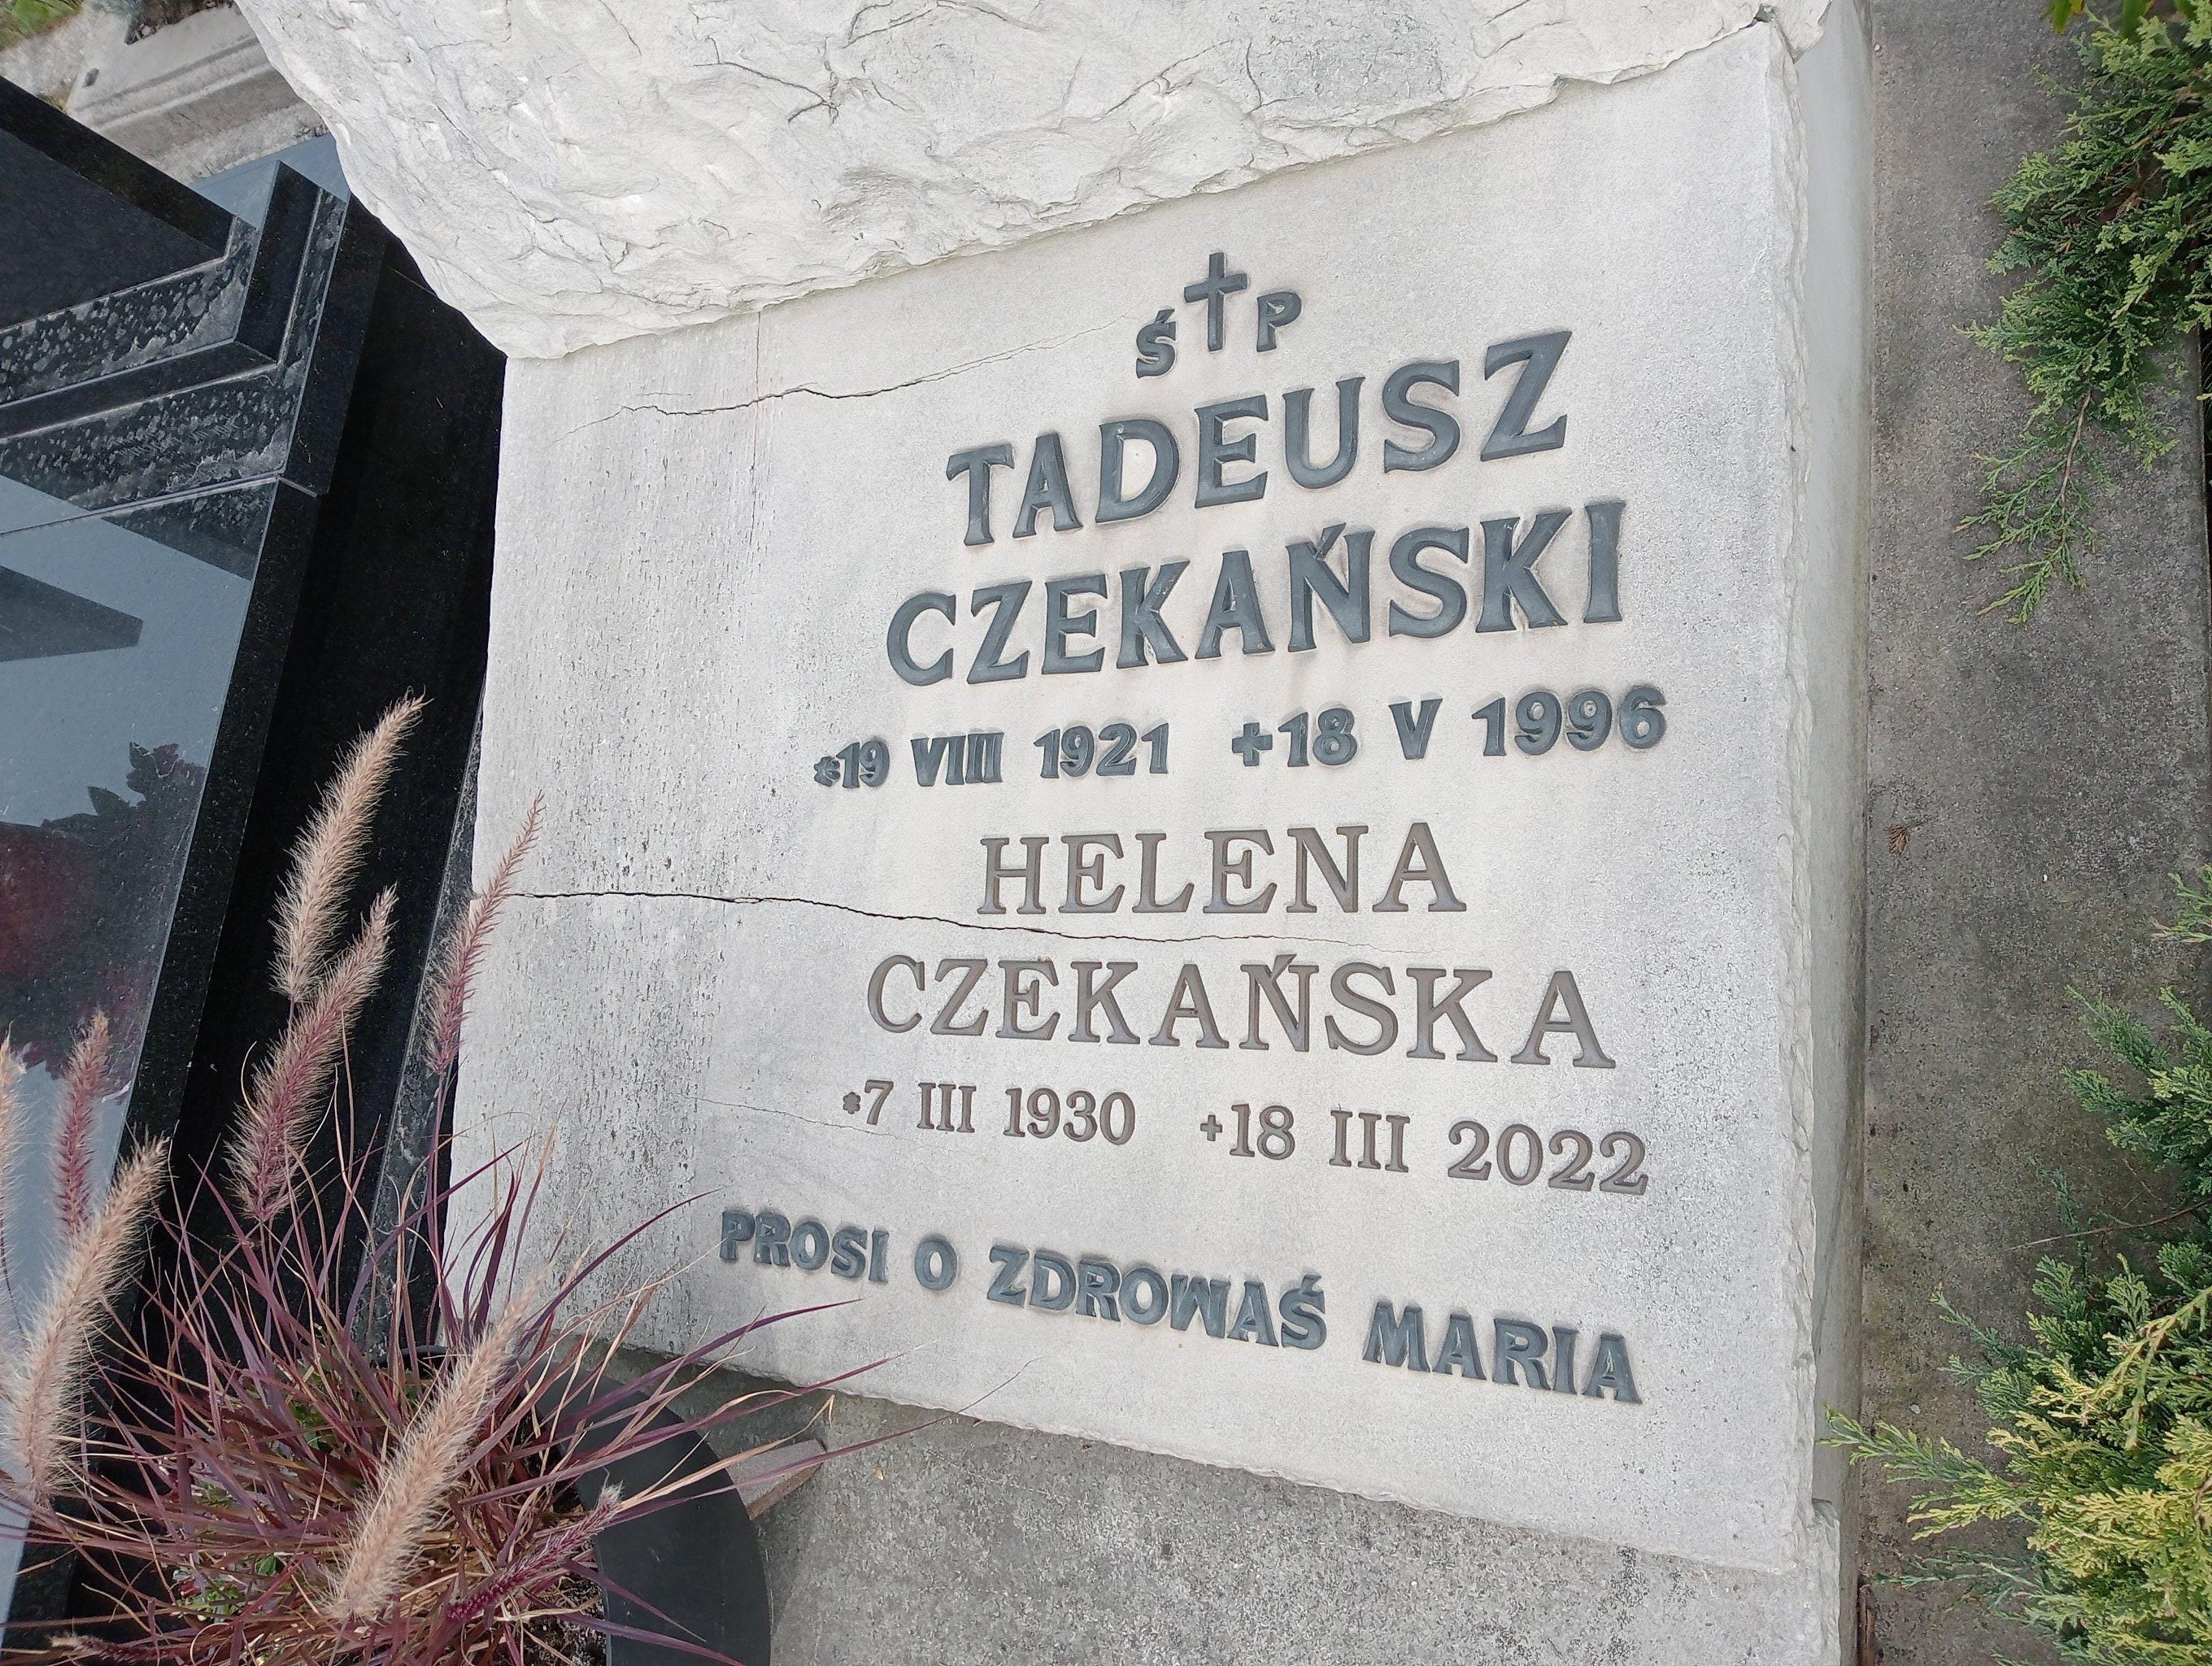 Ś✝P
TADEUSZ
CZEKAŃSKI
*19 VIII 1921 +18 V 1996
HELENA
CZEKAŃSKA
*7 III 1930 +18 III 2022
PROSI O ZDROWAŚ MARIA